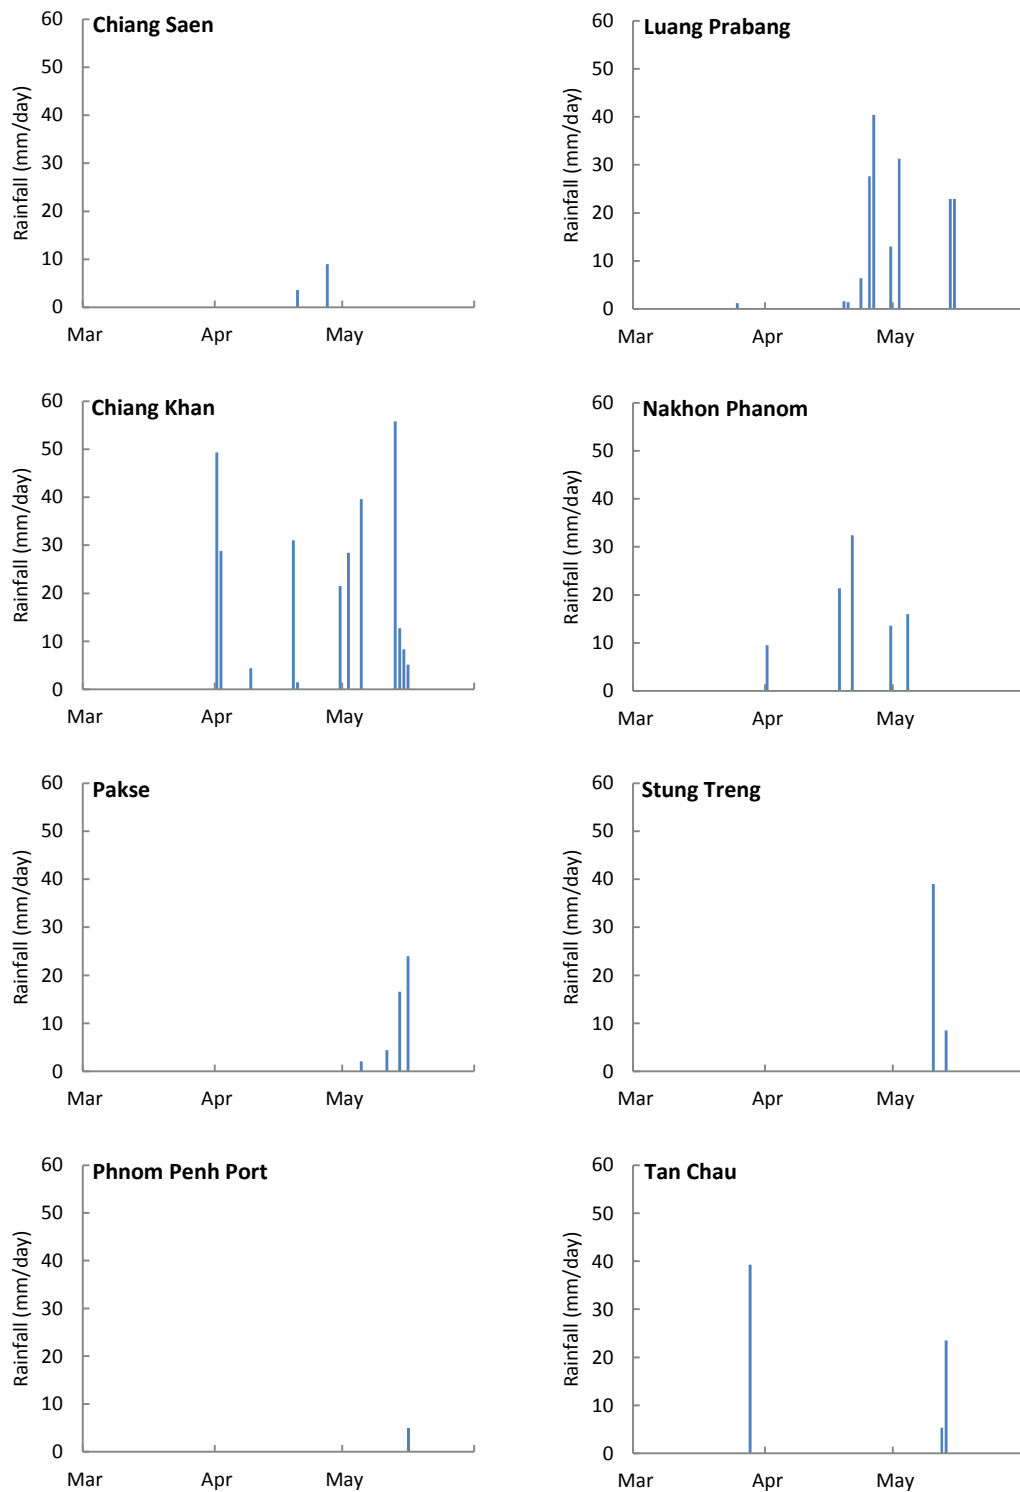 Chiang Saen
Rainfall (mm/day)
60
50
40
30
20
10
0
Mar Apr May
Luang Prabang
Rainfall (mm/day)
60
50
40
30
20
10
0
Mar Apr May
Chiang Khan
Rainfall (mm/day)
60
50
40
30
20
10
0
Mar Apr May
Nakhon Phanom
Rainfall (mm/day)
60
50
40
30
20
10
0
Mar Apr May
Pakse
Rainfall (mm/day)
60
50
40
30
20
10
0
Mar Apr May
Stung Treng
Rainfall (mm/day)
60
50
40
30
20
10
0
Mar Apr May
Phnom Penh Port
Rainfall (mm/day)
60
50
40
30
20
10
0
Mar Apr May
Tan Chau
Rainfall (mm/day)
60
50
40
30
20
10
0
Mar Apr May